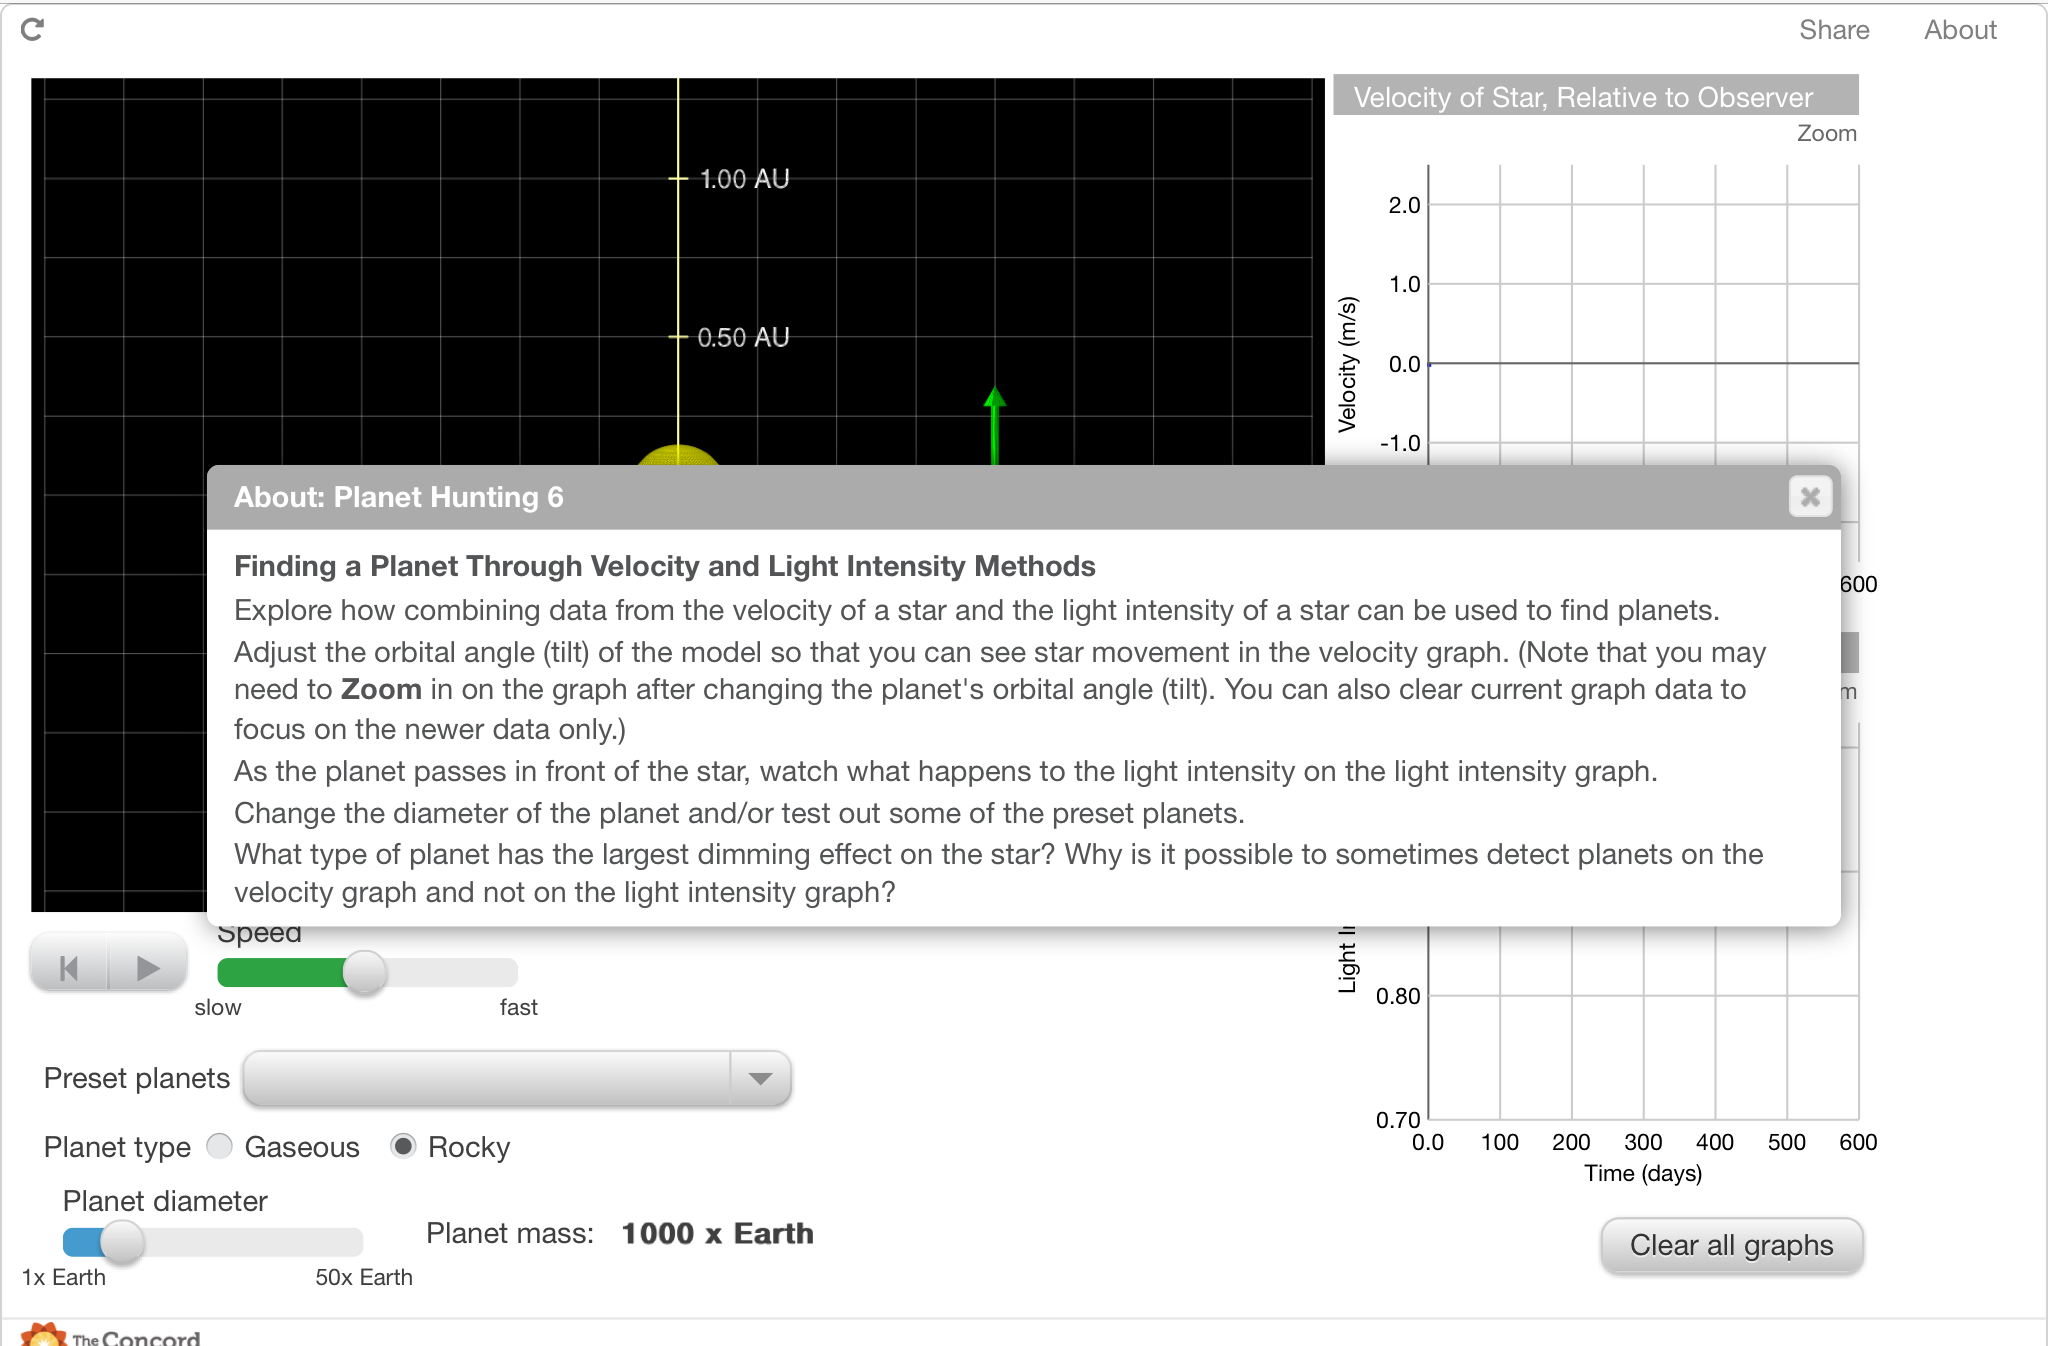 Share About
Velocity of Star, Relative to Observer
Zoom
1.00 AU
0.50 AU
2.0
1.0
0.0
-1.0
Velocity (m/s)
600
About: Planet Hunting 6
Finding a Planet Through Velocity and Light Intensity Methods
Explore how combining data from the velocity of a star and the light intensity of a star can be used to find planets.
Adjust the orbital angle (tilt) of the model so that you can see star movement in the velocity graph. (Note that you may
need to Zoom in on the graph after changing the planet's orbital angle (tilt). You can also clear current graph data to
focus on the newer data only.)
As the planet passes in front of the star, watch what happens to the light intensity on the light intensity graph.
Change the diameter of the planet and/or test out some of the preset planets.
What type of planet has the largest dimming effect on the star? Why is it possible to sometimes detect planets on the
velocity graph and not on the light intensity graph?
Speed
slow fast
Preset planets
Planet type Gaseous Rocky
Planet diameter
1x Earth 50x Earth
Planet mass: 1000 x Earth
Light
0.80
0.70
0.0 100 200 300 400 500 600
Time (days)
Clear all graphs
The Concord